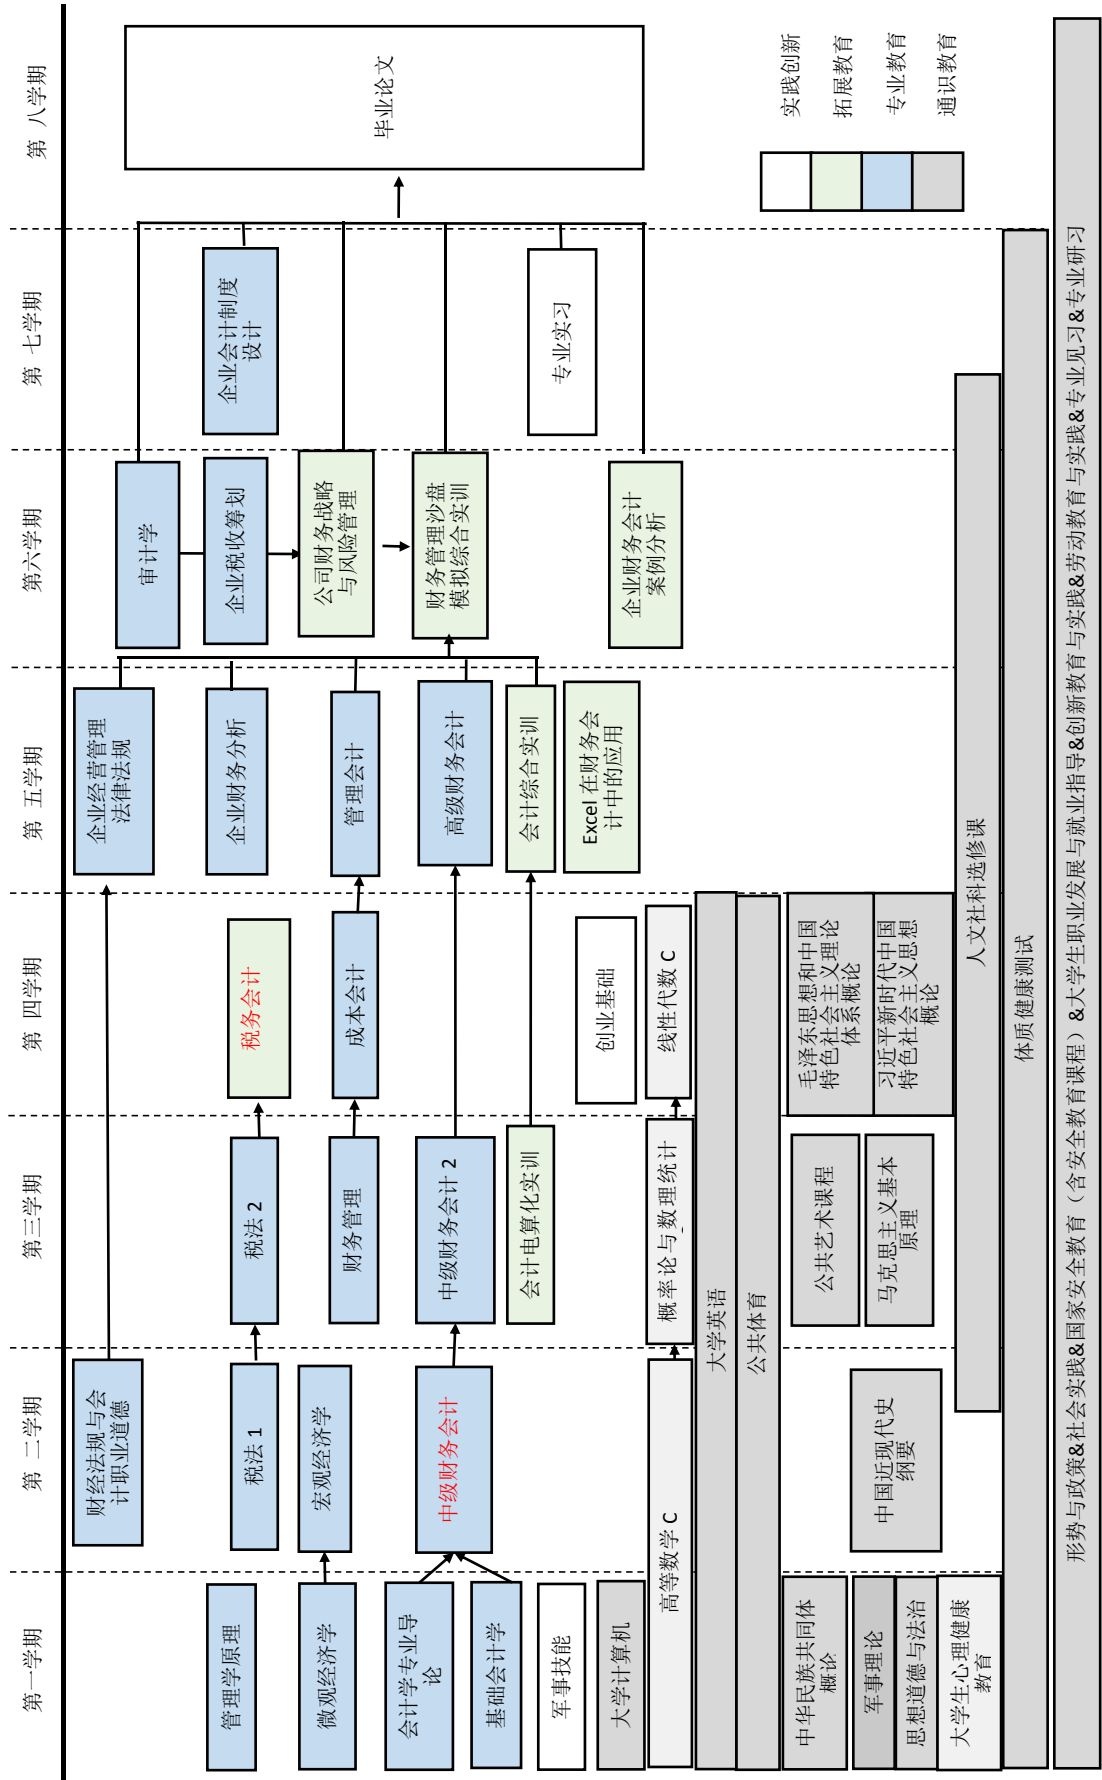 第一学期
第 二学期
第三学期
第 四学期
第 五学期
第六学期
第 七学期
第 八学期
财经法规与会
计职业道德
企业经营管理
法律法规
审计学
管理学原理
税法 1
税法 2
税务会计
企业财务分析
企业税收筹划
企业会计制度
设计
微观经济学
宏观经济学
财务管理
成本会计
管理会计
公司财务战略
与风险管理
会计学专业导
论
基础会计学
中级财务会计
中级财务会计 2
高级财务会计
财务管理沙盘
模拟综合实训
毕业论文
会计电算化实训
会计综合实训
专业实习
军事技能
Excel 在财务会
计中的应用
大学计算机
创业基础
企业财务会计
案例分析
高等数学 C
概率论与数理统计
线性代数 C
大学英语
公共体育
中华民族共同体
概论
公共艺术课程
毛泽东思想和中国
特色社会主义理论
体系概论
军事理论
思想道德与法治
中国近现代史
纲要
马克思主义基本
原理
习近平新时代中国
特色社会主义思想
概论
大学生心理健康
教育
人文社科选修课
体质健康测试
形势与政策&社会实践&国家安全教育（含安全教育课程）&大学生职业发展与就业指导&创新教育与实践&劳动教育与实践&专业见习&专业研习
实践创新
拓展教育
专业教育
通识教育